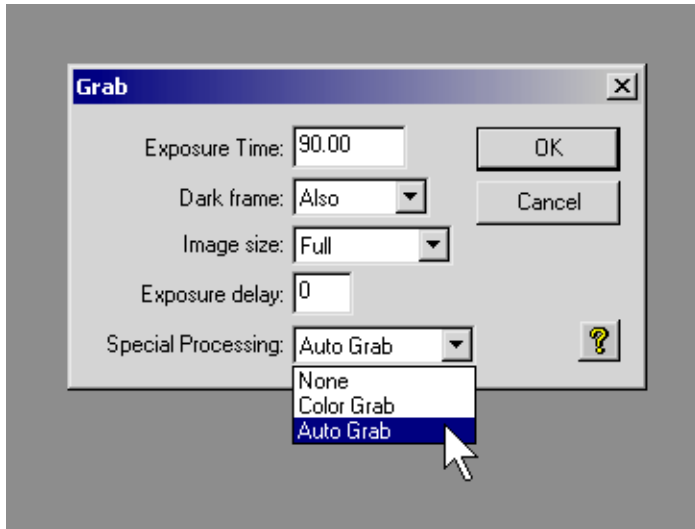 Grab
Exposure Time: 90.00 OK
Dark frame: Also Cancel
Image size: Full
Exposure delay: 0
Special Processing: Auto Grab ?
None
Color Grab
Auto Grab